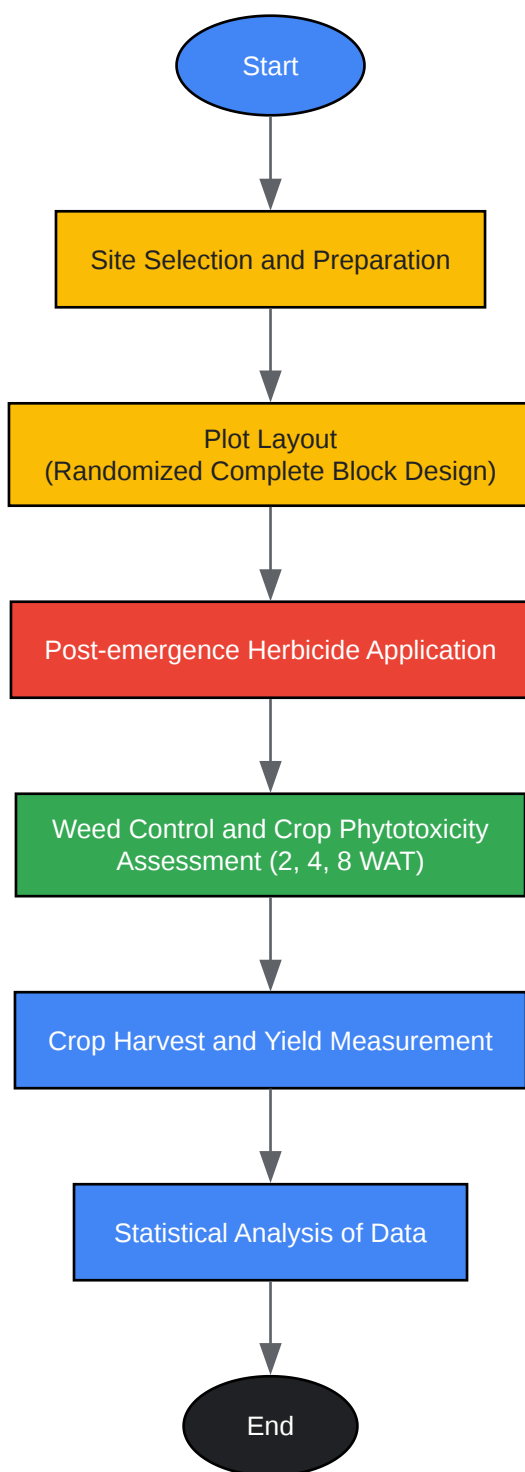 Start
Site Selection and Preparation
Plot Layout
(Randomized Complete Block Design)
Post-emergence Herbicide Application
Weed Control and Crop Phytotoxicity
Assessment (2, 4, 8 WAT)
Crop Harvest and Yield Measurement
Statistical Analysis of Data
End